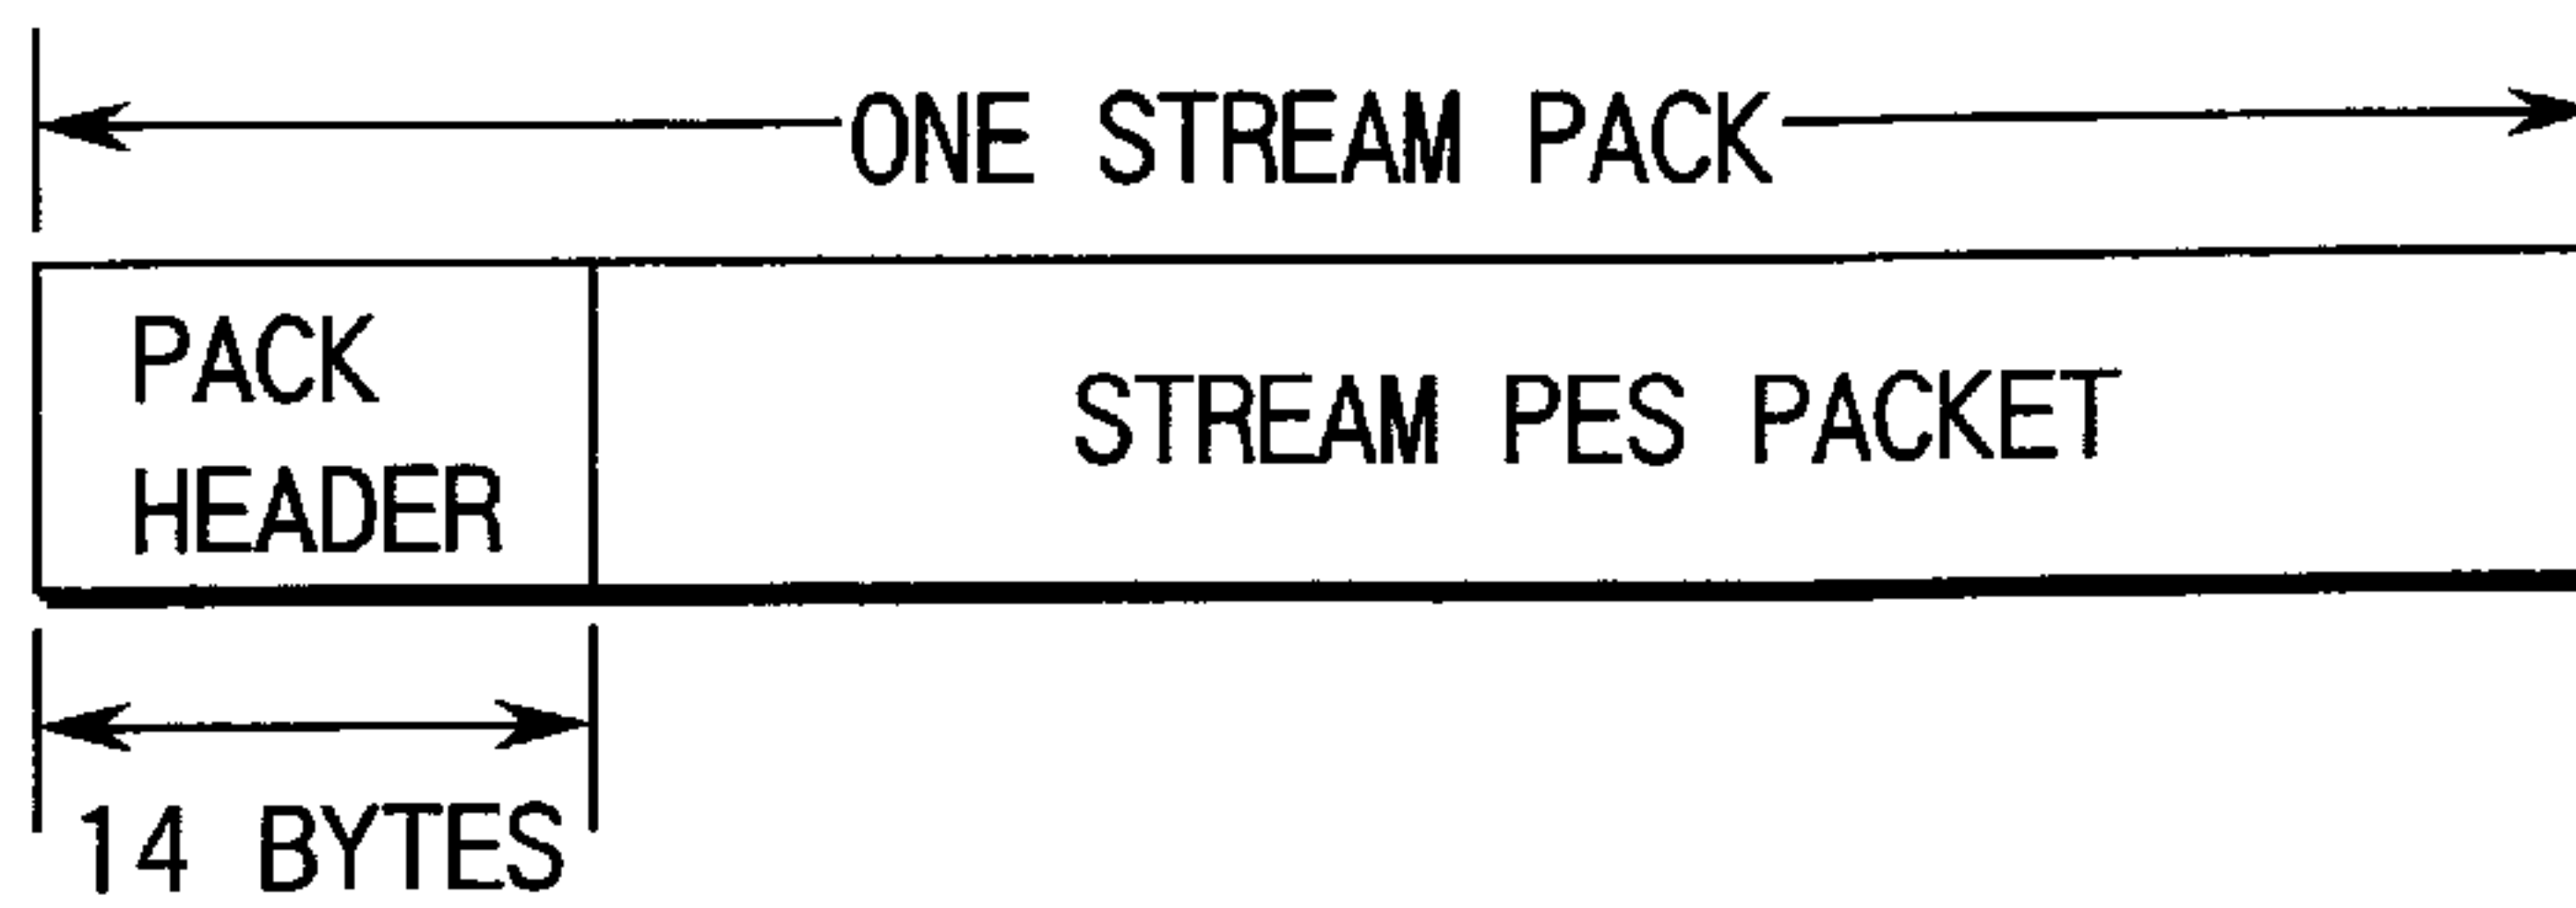 ONE STREAM PACK
PACK
HEADER
STREAM PES PACKET
14 BYTES